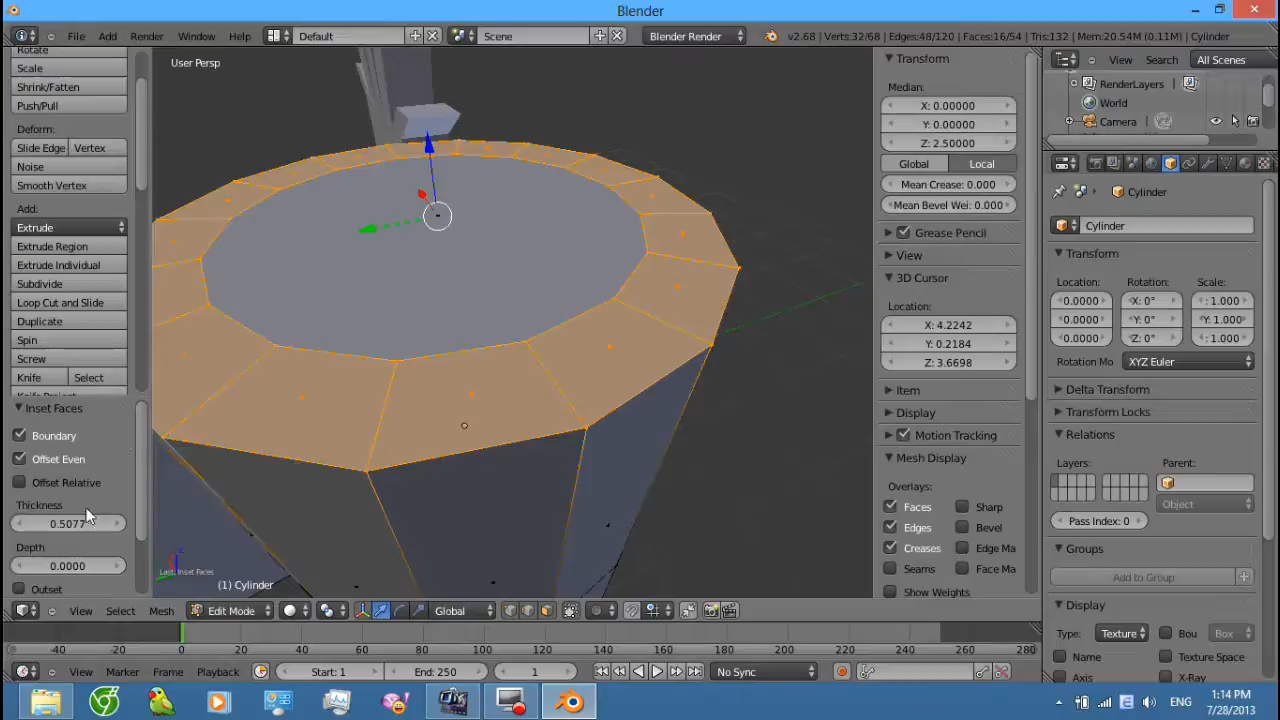 Blender
File Add Render Window Help Default Scene Blender Render v2.68 | Verts:32/68 | Edges:48/120 | Faces:16/54 | Tris:132 | Mem:20.54M (0.11M) | Cylinder
Rotate
Scale
Shrink/Fatten
Push/Pull
Deform:
Slide Edge Vertex
Noise
Smooth Vertex
Add:
Extrude
Extrude Region
Extrude Individual
Subdivide
Loop Cut and Slide
Duplicate
Spin
Screw
Knife Select
Knife Project
Inset Faces
Boundary
Offset Even
Offset Relative
Thickness
0.5077
Depth
0.0000
Outset
User Persp
Last: Inset Faces
(1) Cylinder
View Select Mesh Edit Mode Global
Transform
Median:
X: 0.00000
Y: 0.00000
Z: 2.50000
Global Local
Mean Crease: 0.000
Mean Bevel Wei: 0.000
Grease Pencil
View
3D Cursor
Location:
X: 4.2242
Y: 0.2184
Z: 3.6698
Item
Display
Motion Tracking
Mesh Display
Overlays:
Faces Sharp
Edges Bevel
Creases Edge Ma
Seams Face Ma
Show Weights
View Search All Scenes
RenderLayers
World
Camera
Cylinder
Cylinder
Transform
Location: Rotation: Scale:
0.0000 X: 0° : 1.000
0.0000 Y: 0° Y: 1.000
0.0000 Z: 0° : 1.000
Rotation Mo XYZ Euler
Delta Transform
Transform Locks
Relations
Layers: Parent:
Object
Pass Index: 0
Groups
Add to Group
Display
Type: Texture Bou Box
Name Texture Space
Axis X-Ray
-40 -20 0 20 40 60 80 100 120 140 160 180 200 220 240 260 280
View Marker Frame Playback Start: 1 End: 250 1 No Sync
ENG
1:14 PM
7/28/2013